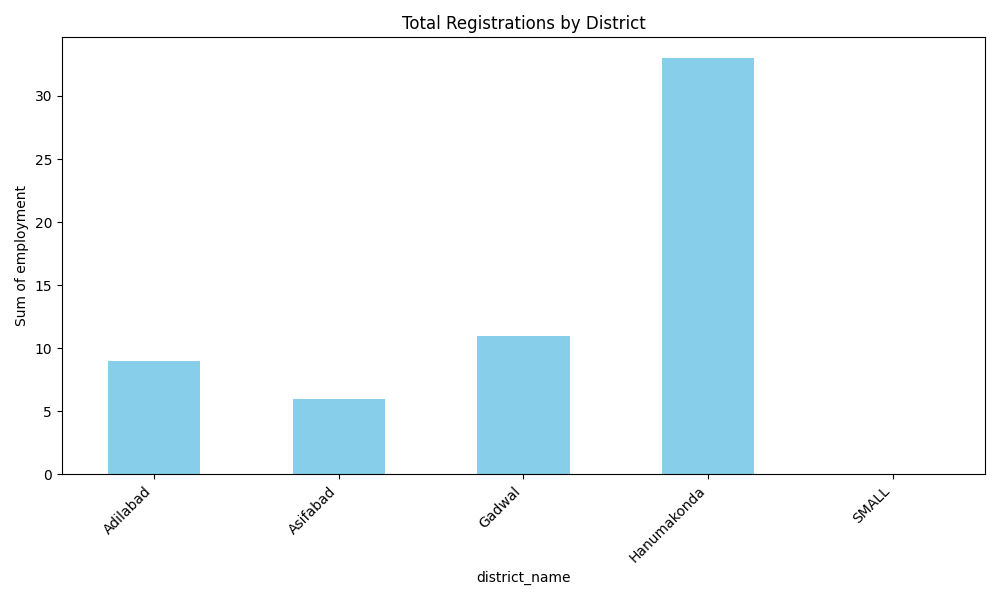 Total Registrations by District
Sum of employment
30
25
20
15
10
5
0
Adilabad
Asifabad
Gadwal
Hanumakonda
SMALL
district_name